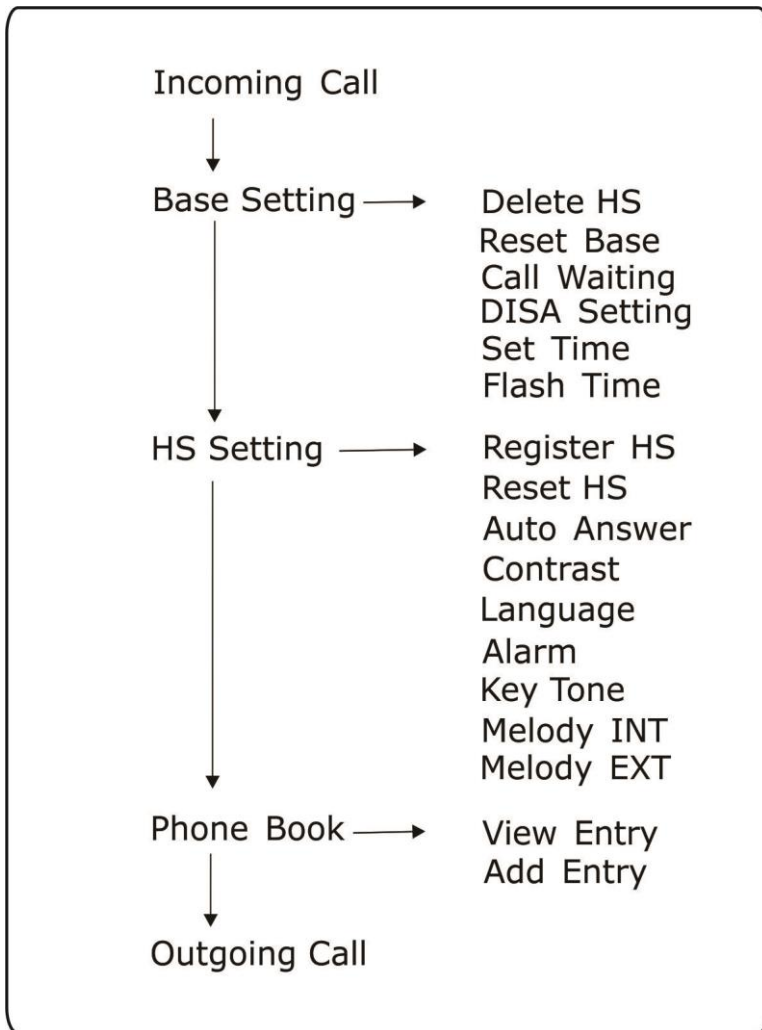 Incoming Call
Base Setting
Delete HS
Reset Base
Call Waiting
DISA Setting
Set Time
Flash Time
HS Setting
Register HS
Reset HS
Auto Answer
Contrast
Language
Alarm
Key Tone
Melody INT
Melody EXT
Phone Book
View Entry
Add Entry
Outgoing Call